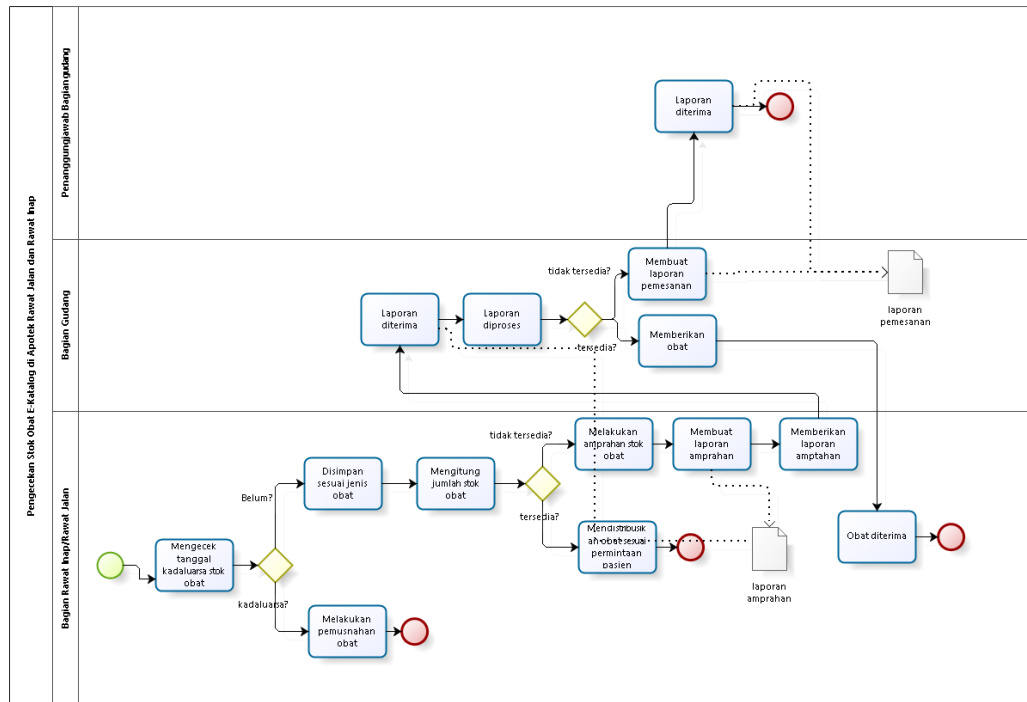 Pengecekan Stok Obat E-Katalog di Apotek Rawat Jalan dan Rawat Inap
Penanggungjawab Bagian gudang
Laporan
diterima
Bagian Gudang
Laporan
diterima
Laporan
diproses
tidak tersedia?
tersedia?
Membuat
laporan
pemesanan
Memberikan
obat
laporan
pemesanan
Bagian Rawat Inap/Rawat Jalan
Mengecek
tanggal
kadaluarsa stok
obat
Belum?
kadaluarsa?
Disimpan
sesuai jenis
obat
Mengitung
jumlah stok
obat
tidak tersedia?
tersedia?
Melakukan
amprahan stok
obat
Membuat
laporan
amprahan
Memberikan
laporan
amptahan
Mendistribusik
an obat sesuai
permintaan
pasien
laporan
amprahan
Obat diterima
Melakukan
pemusnahan
obat